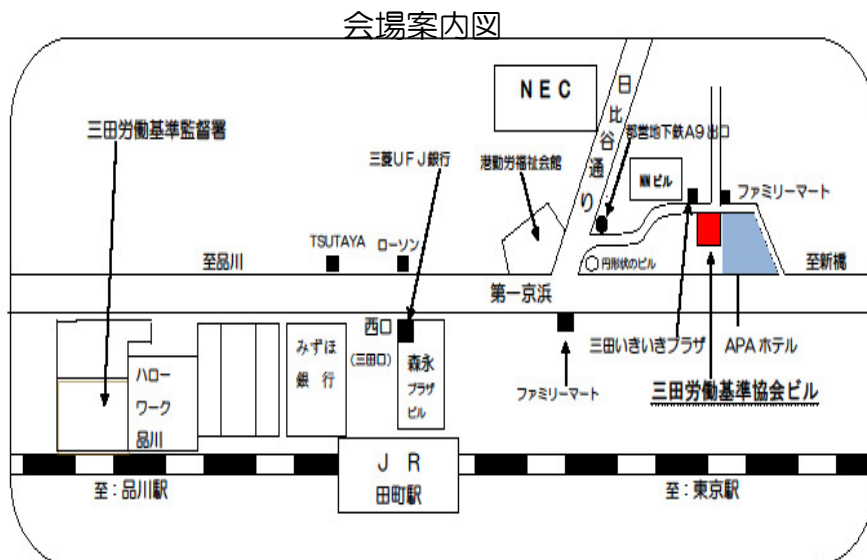 会場案内図
NEC
日比谷通り
都営地下鉄A9出口
三田労働基準監督署
三菱UFJ銀行
港勤労福祉会館
NNビル
ファミリーマート
TSUTAYA
ローソン
至品川
円形状のビル
至新橋
第一京浜
西口
(三田口)
みずほ
銀行
森永
プラザ
ビル
三田いきいきプラザ
APAホテル
ハロー
ワーク
品川
ファミリーマート
三田労働基準協会ビル
JR
田町駅
至:品川駅
至:東京駅